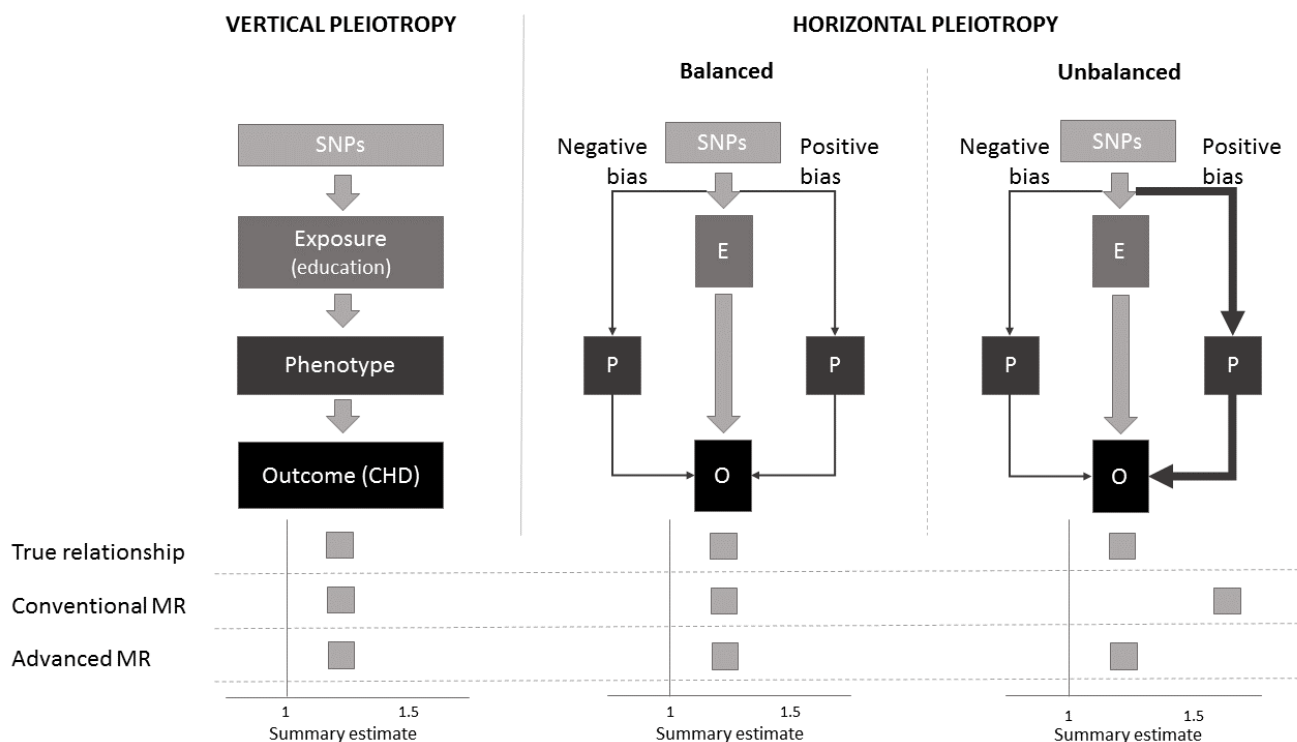 VERTICAL PLEIOTROPY
HORIZONTAL PLEIOTROPY
Balanced
Unbalanced
SNPs
Exposure
(education)
Phenotype
Outcome (CHD)
Negative
bias
SNPs
Positive
bias
E
P
P
O
Negative
bias
SNPs
Positive
bias
E
P
P
O
True relationship
Conventional MR
Advanced MR
1
1.5
Summary estimate
1
1.5
Summary estimate
1
1.5
Summary estimate